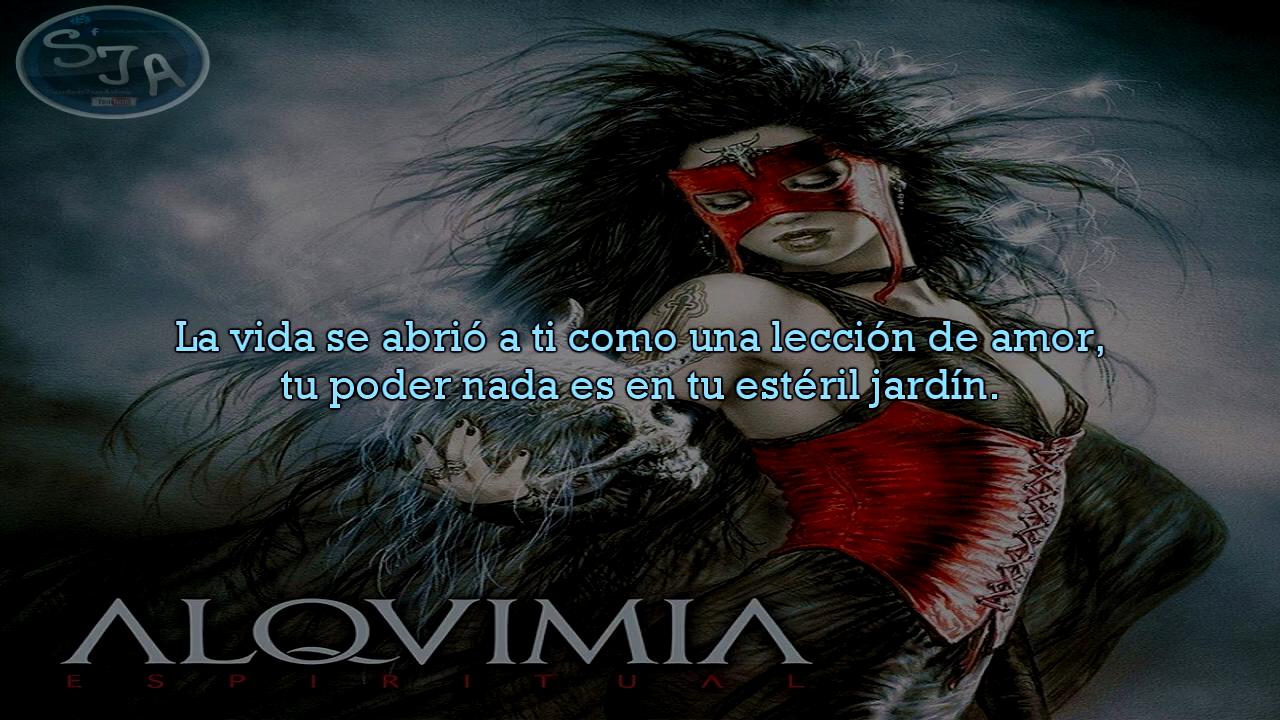 SJA
La vida se abrió a ti como una lección de amor,
tu poder nada es en tu estéril jardín.
ALQVIMIA
ESPIRITUAL